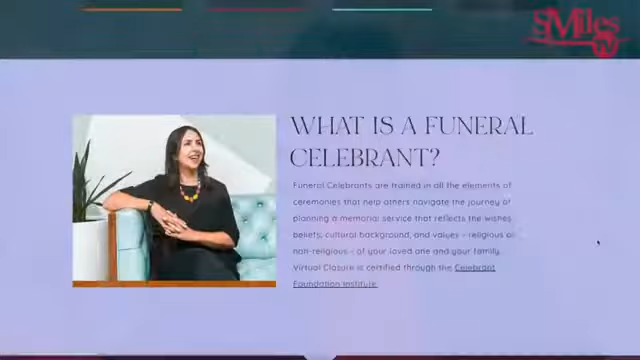 SMiles
TV
WHAT IS A FUNERAL
CELEBRANT?
Funeral Celebrants are trained in all the elements of
ceremonies that help others navigate the journey of
planning a memorial service that reflects the wishes
beliefs, cultural background, and values - religious or
non-religious - of your loved one and your family.
Virtual Closure is certified through the Celebrant
Foundation Institute.